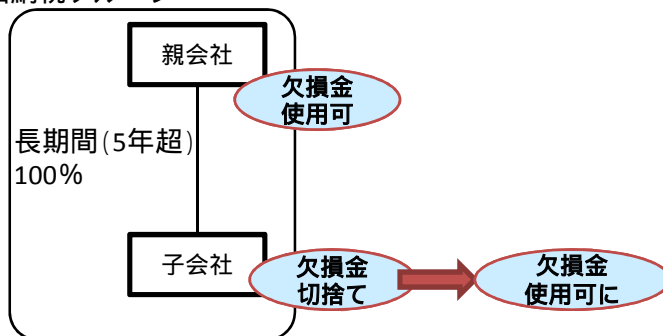 親会社
欠損金
使用可
長期間(5年超)
100%
子会社
欠損金
切捨て
欠損金
使用可に